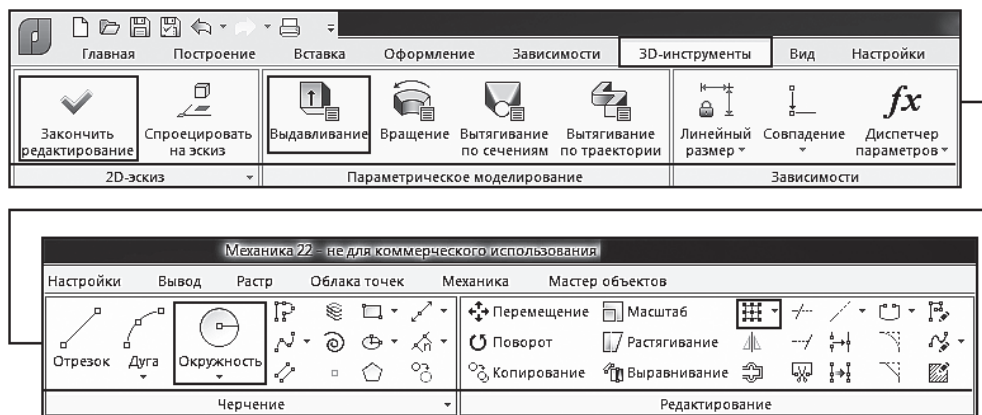 Главная Построение Вставка Оформление Зависимости 3D-инструменты Вид Настройки
Закончить редактирование
Спроецировать на эскиз
Выдавливание
Вращение
Вытягивание по сечениям
Вытягивание по траектории
Линейный размер
Совпадение
fx
Диспетчер параметров
2D-эскиз Параметрическое моделирование Зависимости
Механика 22 - не для коммерческого использования
Настройки Вывод Растр Облака точек Механика Мастер объектов
Отрезок Дуга Окружность
Перемещение Масштаб
Поворот Растягивание
Копирование Выравнивание
Черчение Редактирование